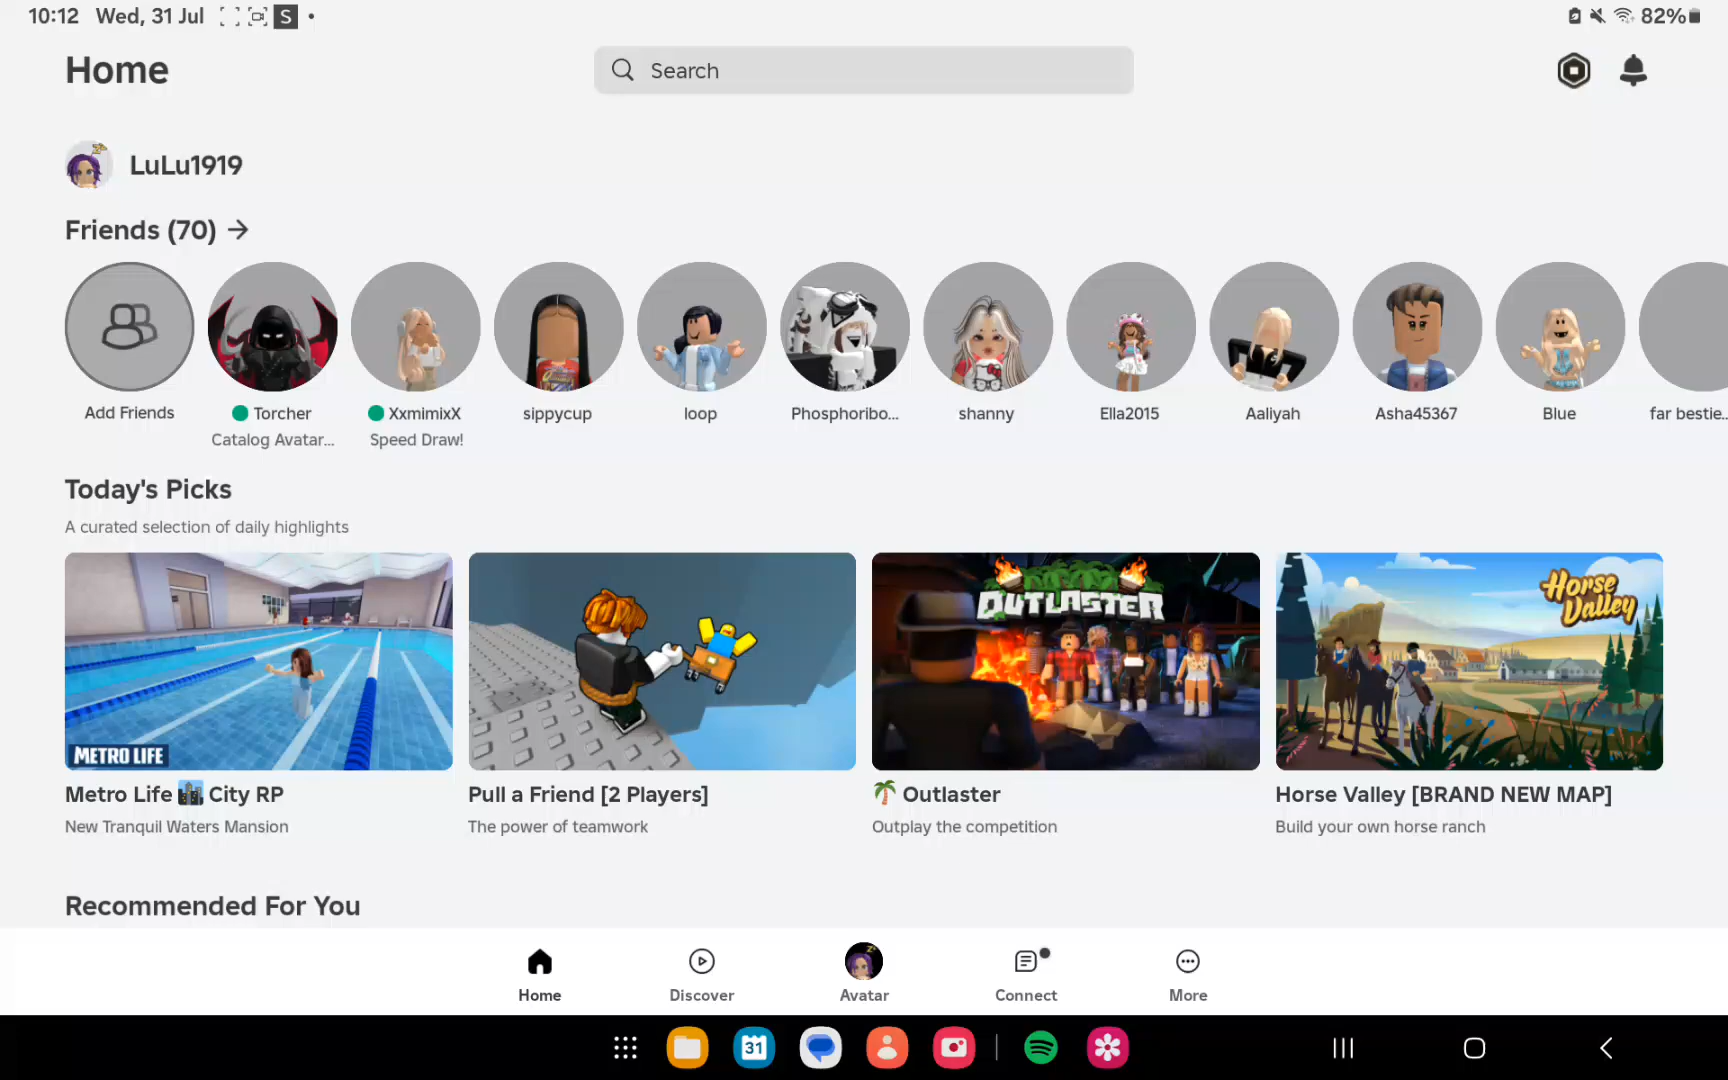 10:12 Wed, 31 Jul S
82%
Home
Search
LuLu1919
Friends (70) →
Add Friends
Torcher
Catalog Avatar...
XxmimixX
Speed Draw!
sippycup
loop
Phosphoribo...
shanny
Ella2015
Aaliyah
Asha45367
Blue
far bestie..
Today's Picks
A curated selection of daily highlights
METRO LIFE
OUTLASTER
Horse
Valley
Metro Life 🏙️ City RP
New Tranquil Waters Mansion
Pull a Friend [2 Players]
The power of teamwork
🌴 Outlaster
Outplay the competition
Horse Valley [BRAND NEW MAP]
Build your own horse ranch
Recommended For You
Home
Discover
Avatar
Connect
More
31